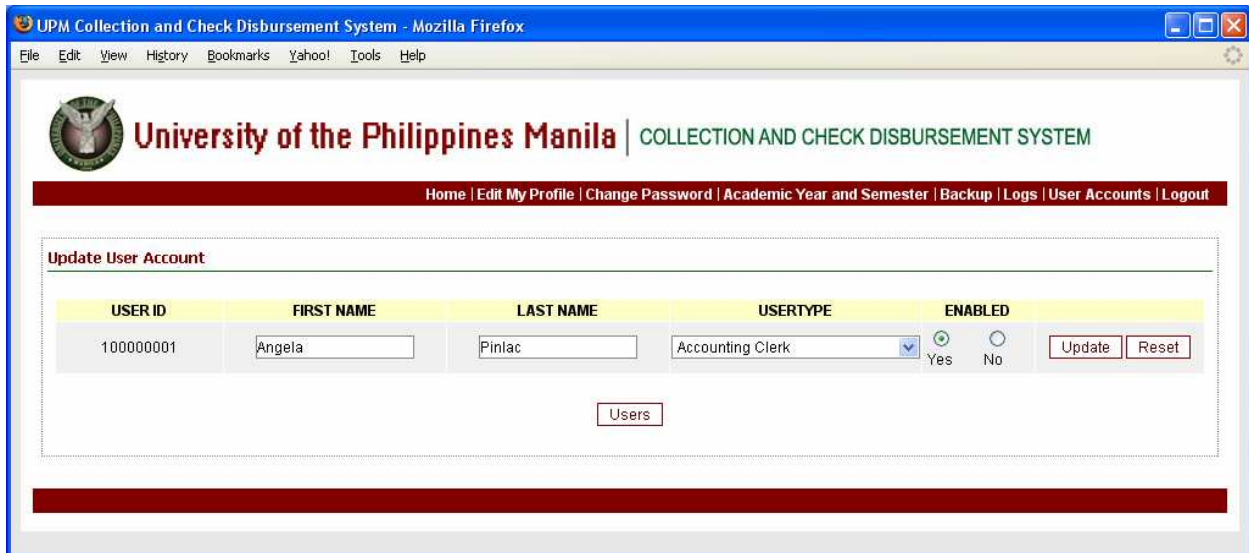 UPM Collection and Check Disbursement System - Mozilla Firefox
File Edit View History Bookmarks Yahoo! Tools Help
University of the Philippines Manila | COLLECTION AND CHECK DISBURSEMENT SYSTEM
Home | Edit My Profile | Change Password | Academic Year and Semester | Backup | Logs | User Accounts | Logout
Update User Account
USER ID FIRST NAME LAST NAME USERTYPE ENABLED
100000001 Angela Pinlac Accounting Clerk Yes No Update Reset
Users